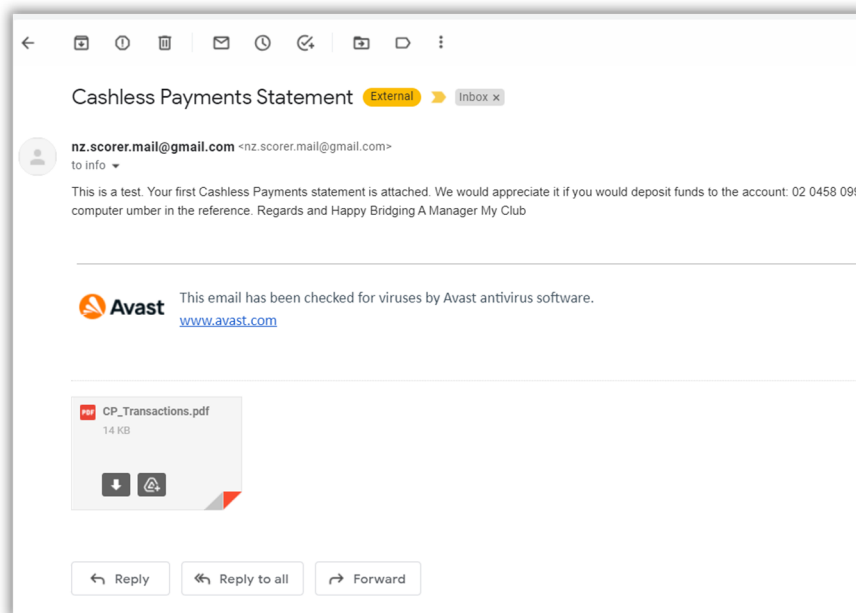 Cashless Payments Statement External Inbox ×
nz.scorer.mail@gmail.com <nz.scorer.mail@gmail.com>
to info
This is a test. Your first Cashless Payments statement is attached. We would appreciate it if you would deposit funds to the account: 02 0458 099
computer umber in the reference. Regards and Happy Bridging A Manager My Club
Avast
This email has been checked for viruses by Avast antivirus software.
www.avast.com
PDF CP_Transactions.pdf
14 KB
Reply Reply to all Forward